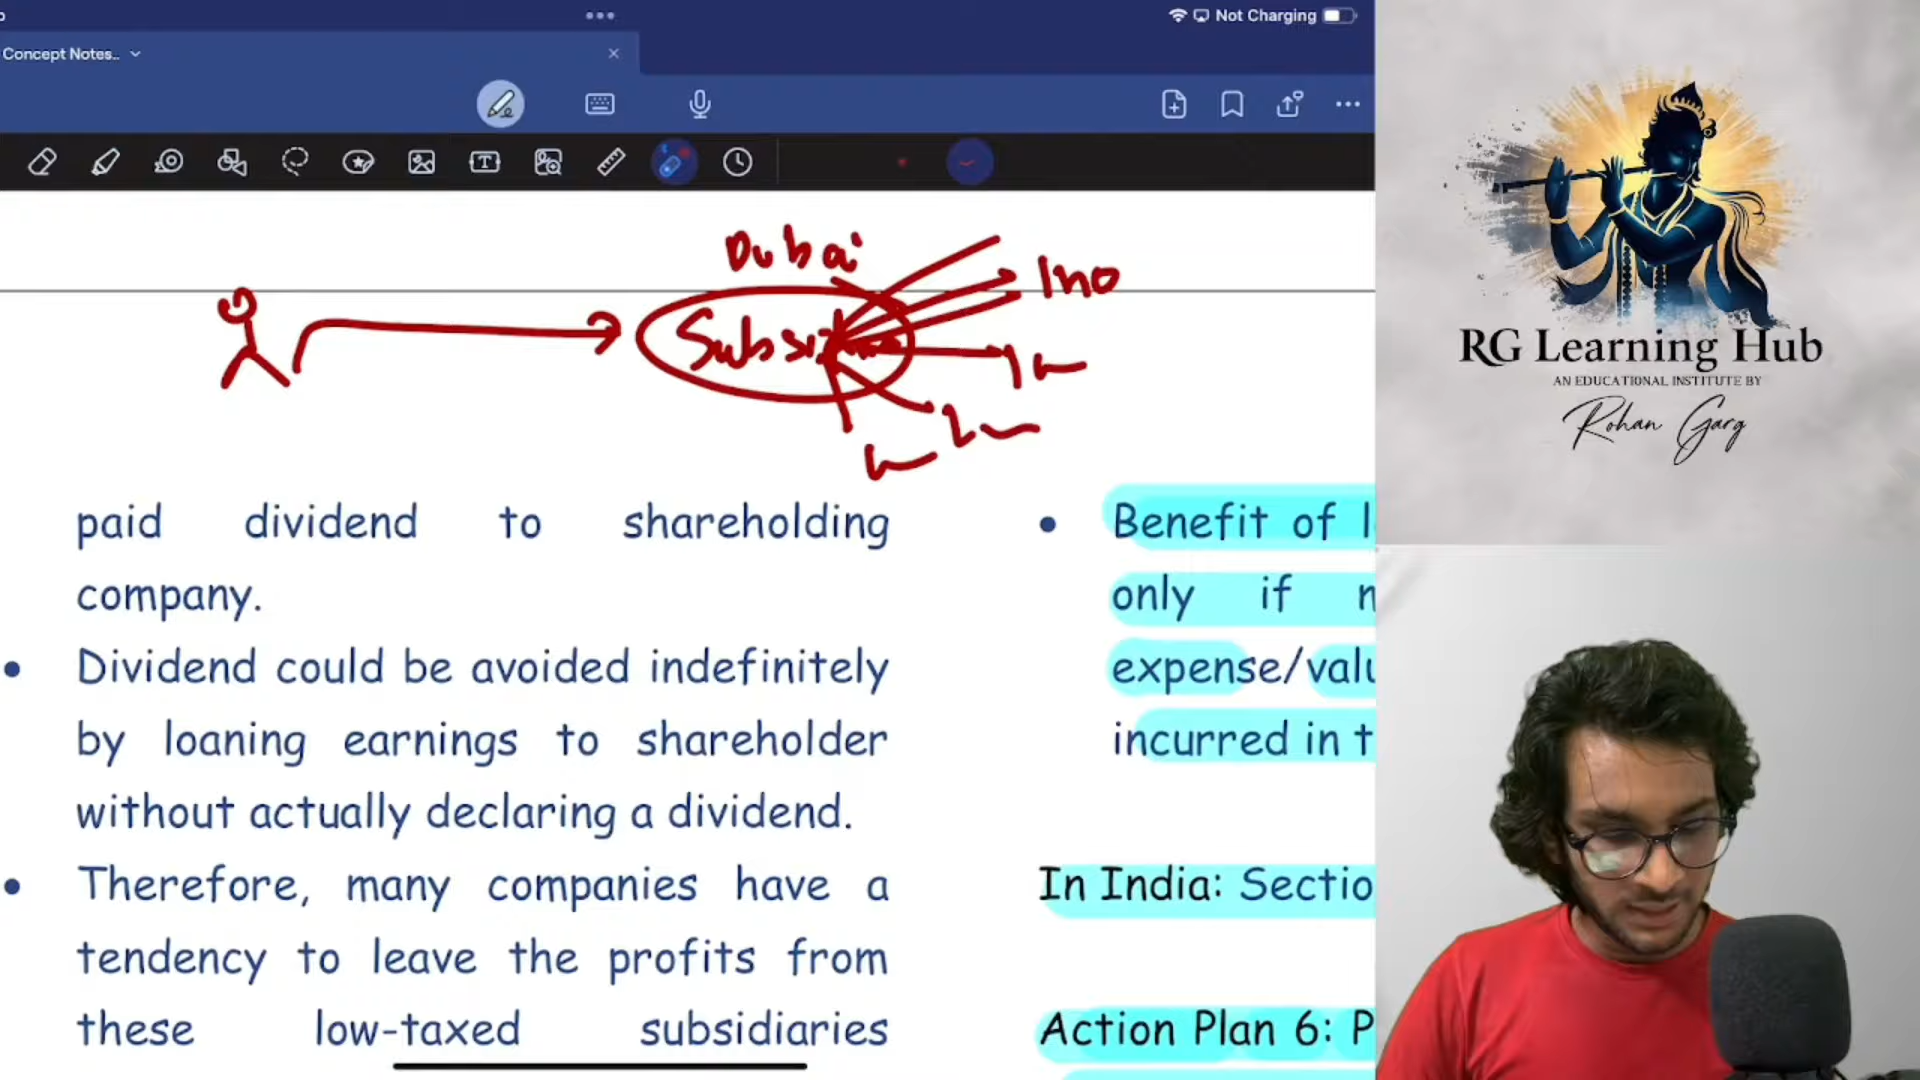 Not Charging
Concept Notes..
Dubai
Ind
Subsi
paid dividend to shareholding
company.
• Dividend could be avoided indefinitely
by loaning earnings to shareholder
without actually declaring a dividend.
• Therefore, many companies have a
tendency to leave the profits from
these low-taxed subsidiaries
• Benefit of l
only if n
expense/valu
incurred in t
In India: Sectio
Action Plan 6: P
RG Learning Hub
AN EDUCATIONAL INSTITUTE BY
Rohan Garg